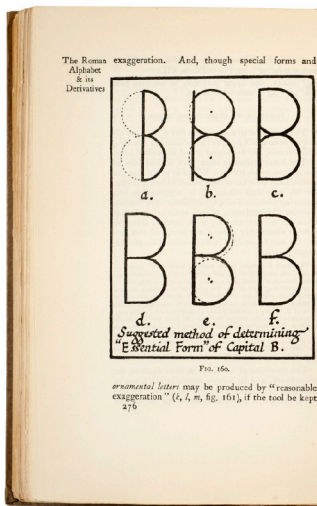 The Roman
Alphabet
& its
Derivatives
exaggeration. And, though special forms and
a. b. c.
d. e. f.
Suggested method of determining
"Essential Form" of Capital B.
FIG. 160.
ornamental letters may be produced by "reasonable
exaggeration" (k, l, m, fig. 161), if the tool be kept
276